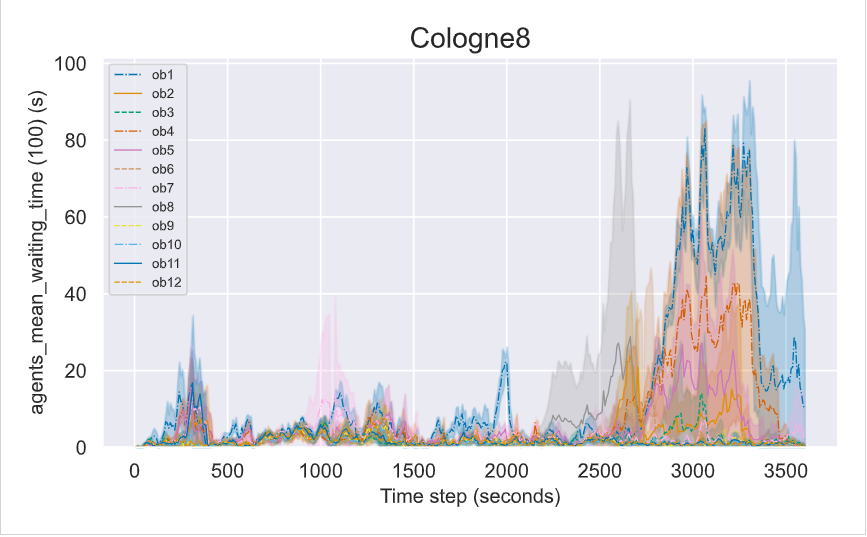 Cologne8
agents_mean_waiting_time (100) (s)
100
80
60
40
20
0
ob1
ob2
ob3
ob4
ob5
ob6
ob7
ob8
ob9
ob10
ob11
ob12
0 500 1000 1500 2000 2500 3000 3500
Time step (seconds)